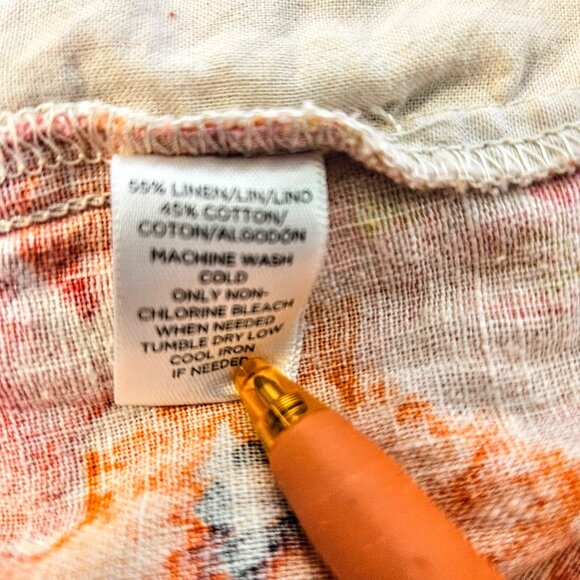 55% LINEN/LIN/LINO
45% COTTON/
COTON/ALGODÓN
MACHINE WASH
COLD
ONLY NON-
CHLORINE BLEACH
WHEN NEEDED
TUMBLE DRY LOW
COOL IRON
IF NEEDED